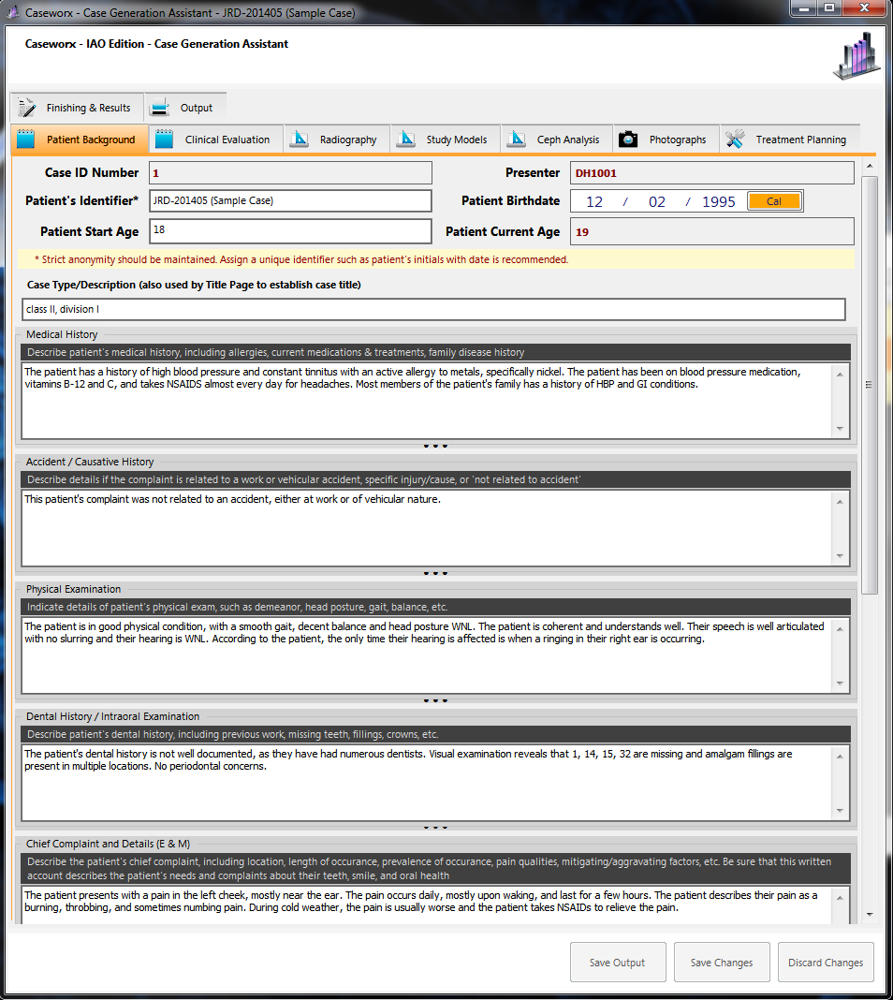 Caseworx - Case Generation Assistant - JRD-201405 (Sample Case)
Caseworx - IAO Edition - Case Generation Assistant
Finishing & Results
Output
Patient Background
Clinical Evaluation
Radiography
Study Models
Ceph Analysis
Photographs
Treatment Planning
Case ID Number 1
Presenter DH1001
Patient's Identifier* JRD-201405 (Sample Case)
Patient Birthdate 12 / 02 / 1995 Cal
Patient Start Age 18
Patient Current Age 19
* Strict anonymity should be maintained. Assign a unique identifier such as patient's initials with date is recommended.
Case Type/Description (also used by Title Page to establish case title)
class II, division I
Medical History
Describe patient's medical history, including allergies, current medications & treatments, family disease history
The patient has a history of high blood pressure and constant tinnitus with an active allergy to metals, specifically nickel. The patient has been on blood pressure medication,
vitamins B-12 and C, and takes NSAIDS almost every day for headaches. Most members of the patient's family has a history of HBP and GI conditions.
Accident / Causative History
Describe details if the complaint is related to a work or vehicular accident, specific injury/cause, or 'not related to accident'
This patient's complaint was not related to an accident, either at work or of vehicular nature.
Physical Examination
Indicate details of patient's physical exam, such as demeanor, head posture, gait, balance, etc.
The patient is in good physical condition, with a smooth gait, decent balance and head posture WNL. The patient is coherent and understands well. Their speech is well articulated
with no slurring and their hearing is WNL. According to the patient, the only time their hearing is affected is when a ringing in their right ear is occurring.
Dental History / Intraoral Examination
Describe patient's dental history, including previous work, missing teeth, fillings, crowns, etc.
The patient's dental history is not well documented, as they have had numerous dentists. Visual examination reveals that 1, 14, 15, 32 are missing and amalgam fillings are
present in multiple locations. No periodontal concerns.
Chief Complaint and Details (E & M)
Describe the patient's chief complaint, including location, length of occurance, prevalence of occurance, pain qualities, mitigating/aggravating factors, etc. Be sure that this written
account describes the patient's needs and complaints about their teeth, smile, and oral health
The patient presents with a pain in the left cheek, mostly near the ear. The pain occurs daily, mostly upon waking, and last for a few hours. The patient describes their pain as a
burning, throbbing, and sometimes numbing pain. During cold weather, the pain is usually worse and the patient takes NSAIDs to relieve the pain.
Save Output
Save Changes
Discard Changes